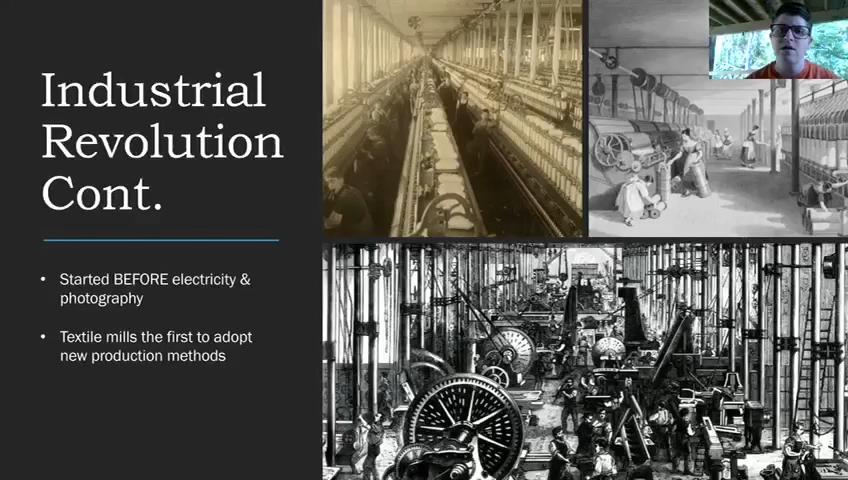 Industrial
Revolution
Cont.
• Started BEFORE electricity &
photography
• Textile mills the first to adopt
new production methods